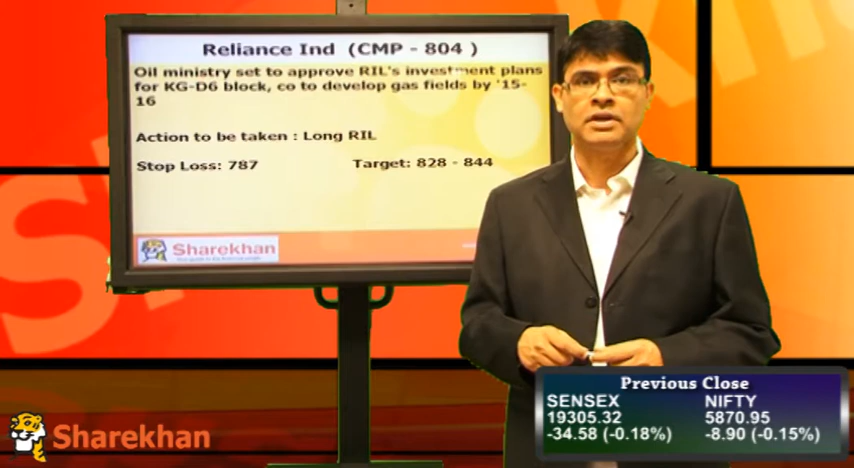 Reliance Ind (CMP - 804 )
Oil ministry set to approve RIL's investment plans
for KG-D6 block, co to develop gas fields by '15-
16
Action to be taken : Long RIL
Stop Loss: 787 Target: 828 - 844
Sharekhan
Previous Close
SENSEX NIFTY
19305.32 5870.95
-34.58 (-0.18%) -8.90 (-0.15%)
Sharekhan